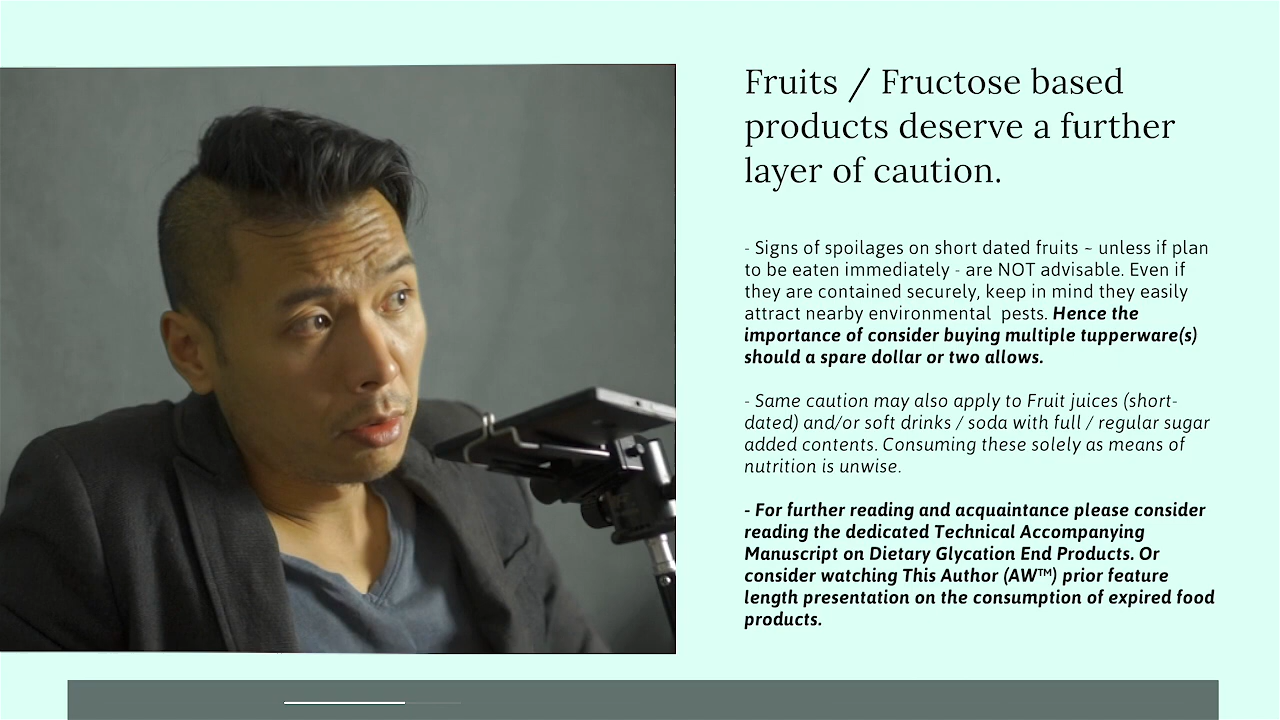 Fruits / Fructose based
products deserve a further
layer of caution.
- Signs of spoilages on short dated fruits ~ unless if plan
to be eaten immediately - are NOT advisable. Even if
they are contained securely, keep in mind they easily
attract nearby environmental  pests. Hence the
importance of consider buying multiple tupperware(s)
should a spare dollar or two allows.
- Same caution may also apply to Fruit juices (short-
dated) and/or soft drinks / soda with full / regular sugar
added contents. Consuming these solely as means of
nutrition is unwise.
- For further reading and acquaintance please consider
reading the dedicated Technical Accompanying
Manuscript on Dietary Glycation End Products. Or
consider watching This Author (AW™) prior feature
length presentation on the consumption of expired food
products.